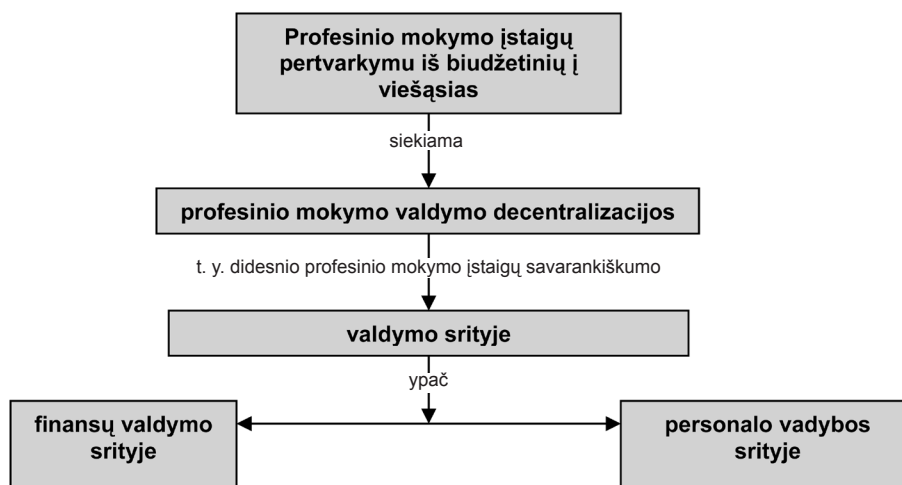 Profesinio mokymo įstaigų
pertvarkymu iš biudžetinių į
viešąsias
siekiama
profesinio mokymo valdymo decentralizacijos
t. y. didesnio profesinio mokymo įstaigų savarankiškumo
valdymo srityje
ypač
finansų valdymo
srityje
personalo vadybos
srityje